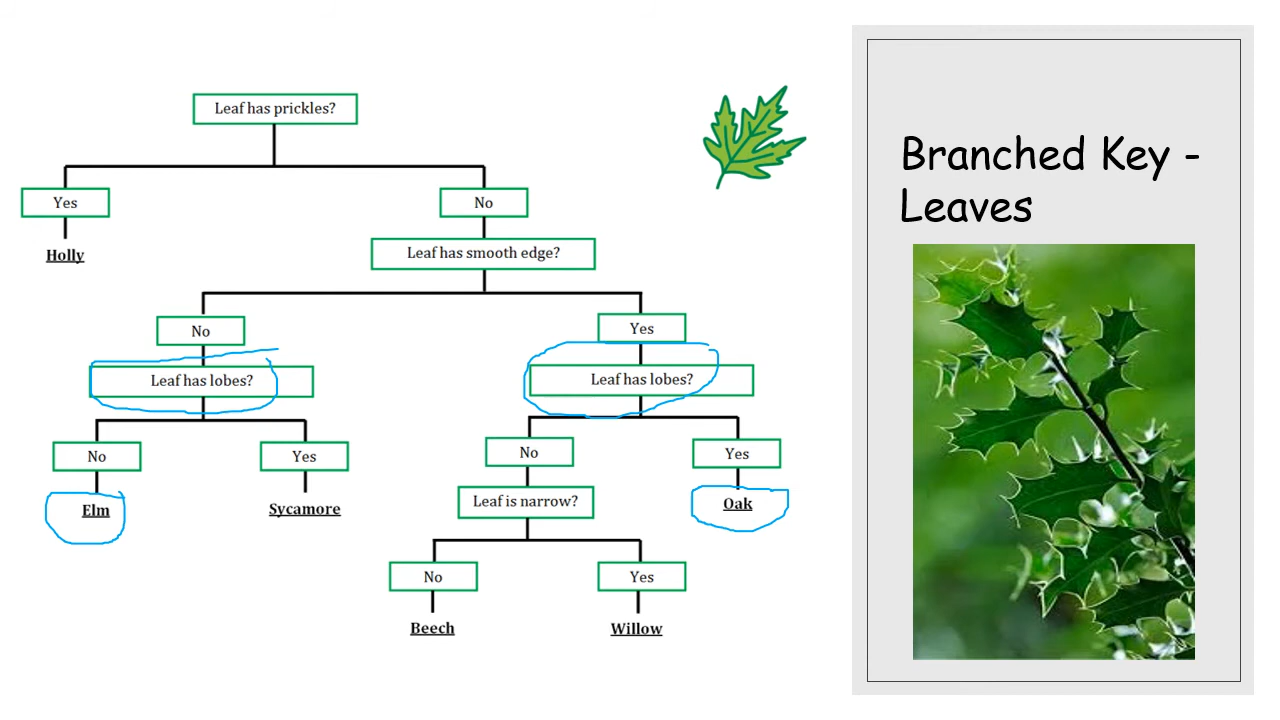 Leaf has prickles?
Yes
No
Holly
Leaf has smooth edge?
No
Yes
Leaf has lobes?
Leaf has lobes?
No
Yes
No
Yes
Elm
Sycamore
Leaf is narrow?
Oak
No
Yes
Beech
Willow
Branched Key -
Leaves